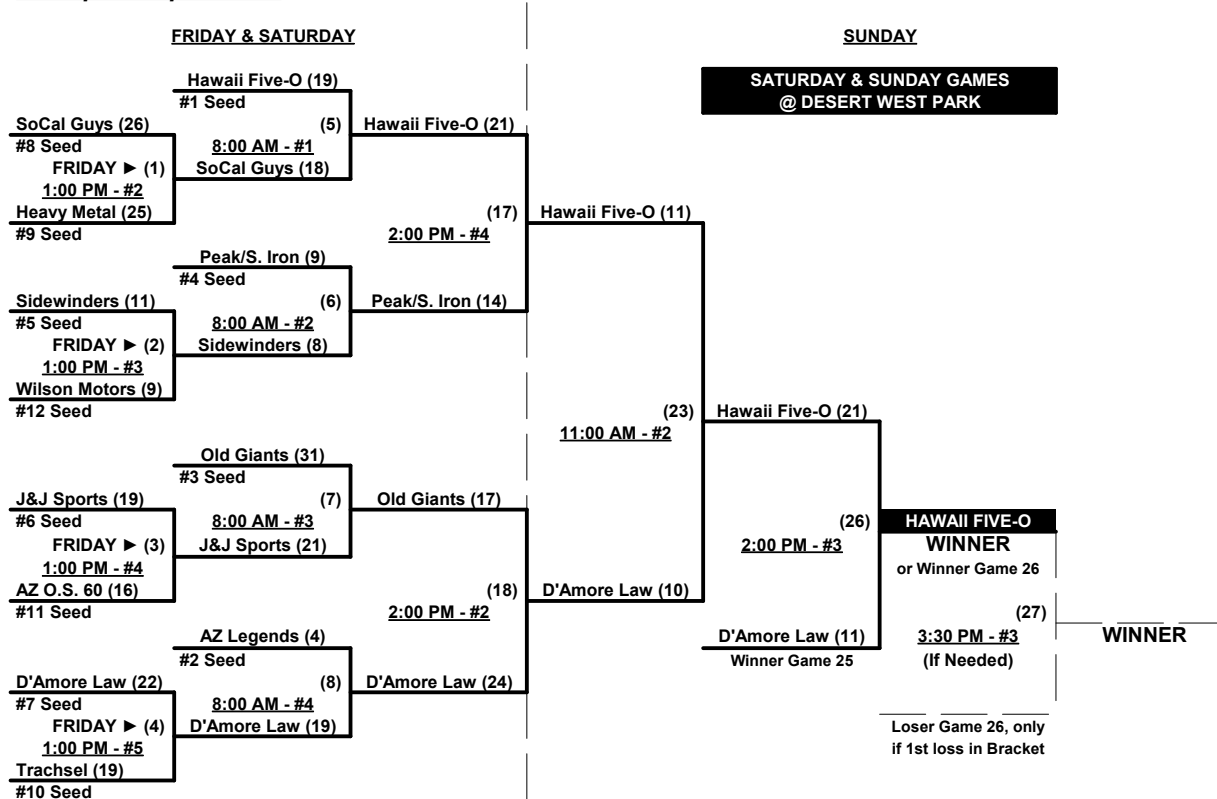 FRIDAY & SATURDAY
SUNDAY
SATURDAY & SUNDAY GAMES
@ DESERT WEST PARK
Hawaii Five-O (19)
#1 Seed
SoCal Guys (26)
#8 Seed
(5)
8:00 AM - #1
Hawaii Five-O (21)
FRIDAY ► (1)
1:00 PM - #2
SoCal Guys (18)
Heavy Metal (25)
#9 Seed
(17)
2:00 PM - #4
Hawaii Five-O (11)
Peak/S. Iron (9)
#4 Seed
Sidewinders (11)
#5 Seed
(6)
8:00 AM - #2
Peak/S. Iron (14)
FRIDAY ► (2)
1:00 PM - #3
Sidewinders (8)
Wilson Motors (9)
#12 Seed
(23)
11:00 AM - #2
Hawaii Five-O (21)
Old Giants (31)
#3 Seed
J&J Sports (19)
#6 Seed
(7)
8:00 AM - #3
Old Giants (17)
FRIDAY ► (3)
1:00 PM - #4
J&J Sports (21)
AZ O.S. 60 (16)
#11 Seed
(26)
2:00 PM - #3
HAWAII FIVE-O
WINNER
or Winner Game 26
(18)
2:00 PM - #2
D'Amore Law (10)
AZ Legends (4)
#2 Seed
D'Amore Law (11)
Winner Game 25
(27)
3:30 PM - #3
(If Needed)
WINNER
D'Amore Law (22)
#7 Seed
(8)
8:00 AM - #4
D'Amore Law (24)
FRIDAY ► (4)
1:00 PM - #5
D'Amore Law (19)
Trachsel (19)
#10 Seed
Loser Game 26, only
if 1st loss in Bracket